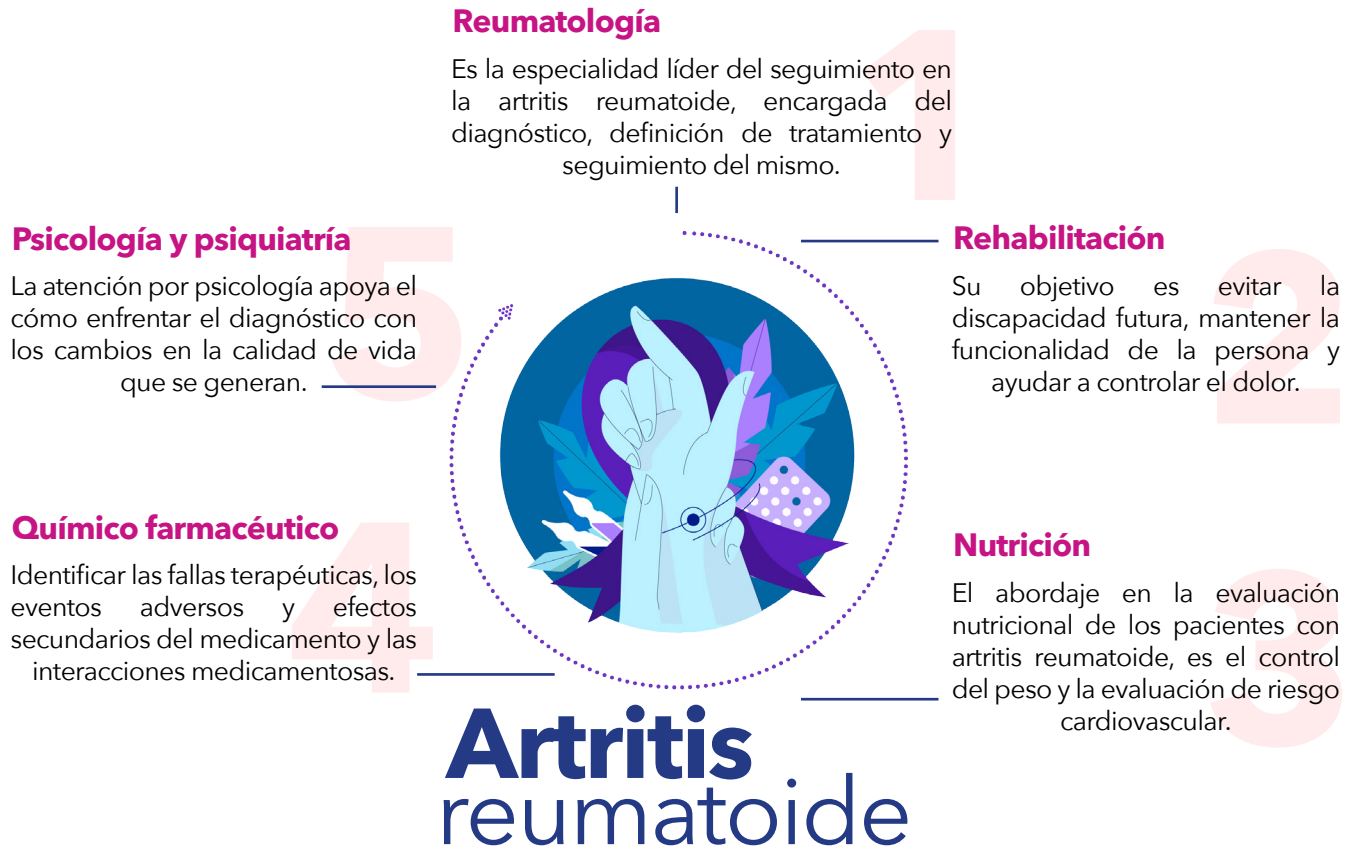 Reumatología
Es la especialidad líder del seguimiento en
la artritis reumatoide, encargada del
diagnóstico, definición de tratamiento y
seguimiento del mismo.
1
Rehabilitación
Su objetivo es evitar la
discapacidad futura, mantener la
funcionalidad de la persona y
ayudar a controlar el dolor.
2
Nutrición
El abordaje en la evaluación
nutricional de los pacientes con
artritis reumatoide, es el control
del peso y la evaluación de riesgo
cardiovascular.
3
Químico farmacéutico
Identificar las fallas terapéuticas, los
eventos adversos y efectos
secundarios del medicamento y las
interacciones medicamentosas.
4
Psicología y psiquiatría
La atención por psicología apoya el
cómo enfrentar el diagnóstico con
los cambios en la calidad de vida
que se generan.
5
Artritis
reumatoide